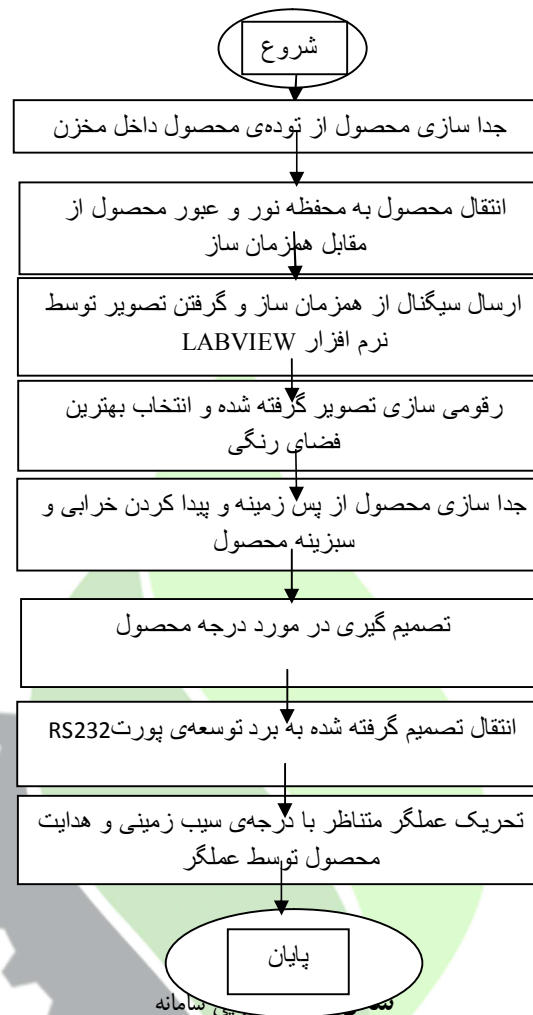 شروع
جدا سازی محصول از توده‌ی محصول داخل مخزن
انتقال محصول به محفظه نور و عبور محصول از
مقابل همزمان ساز
ارسال سیگنال از همزمان ساز و گرفتن تصویر توسط
نرم افزار LABVIEW
رقومی سازی تصویر گرفته شده و انتخاب بهترین
فضای رنگی
جدا سازی محصول از پس زمینه و پیدا کردن خرابی و
سبزینه محصول
تصمیم گیری در مورد درجه محصول
انتقال تصمیم گرفته شده به برد توسعه‌ی پورتRS232
تحریک عملگر متناظر با درجه‌ی سیب زمینی و هدایت
محصول توسط عملگر
پایان
سامانه